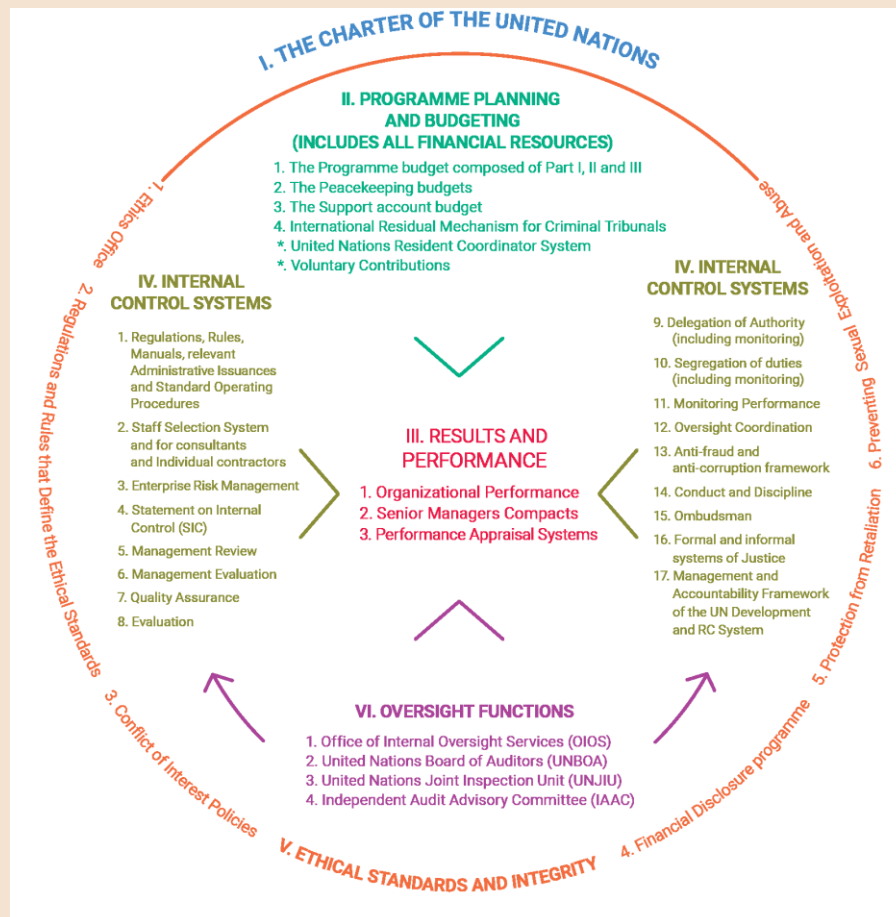 I. THE CHARTER OF THE UNITED NATIONS
II. PROGRAMME PLANNING
AND BUDGETING
(INCLUDES ALL FINANCIAL RESOURCES)
1. The Programme budget composed of Part I, II and III
2. The Peacekeeping budgets
3. The Support account budget
4. International Residual Mechanism for Criminal Tribunals
*. United Nations Resident Coordinator System
*. Voluntary Contributions
IV. INTERNAL
CONTROL SYSTEMS
1. Regulations, Rules,
Manuals, relevant
Administrative Issuances
and Standard Operating
Procedures
2. Staff Selection System
and for consultants
and Individual contractors
3. Enterprise Risk Management
4. Statement on Internal
Control (SIC)
5. Management Review
6. Management Evaluation
7. Quality Assurance
8. Evaluation
III. RESULTS AND
PERFORMANCE
1. Organizational Performance
2. Senior Managers Compacts
3. Performance Appraisal Systems
IV. INTERNAL
CONTROL SYSTEMS
9. Delegation of Authority
(including monitoring)
10. Segregation of duties
(including monitoring)
11. Monitoring Performance
12. Oversight Coordination
13. Anti-fraud and
anti-corruption framework
14. Conduct and Discipline
15. Ombudsman
16. Formal and informal
systems of Justice
17. Management and
Accountability Framework
of the UN Development
and RC System
VI. OVERSIGHT FUNCTIONS
1. Office of Internal Oversight Services (OIOS)
2. United Nations Board of Auditors (UNBOA)
3. United Nations Joint Inspection Unit (UNJIU)
4. Independent Audit Advisory Committee (IAAC)
V. ETHICAL STANDARDS AND INTEGRITY
1. Ethics Office
2. Regulations and Rules that Define the Ethical Standards
3. Conflict of Interest Policies
4. Financial Disclosure programme
5. Protection from Retaliation
6. Preventing Sexual Exploitation and Abuse